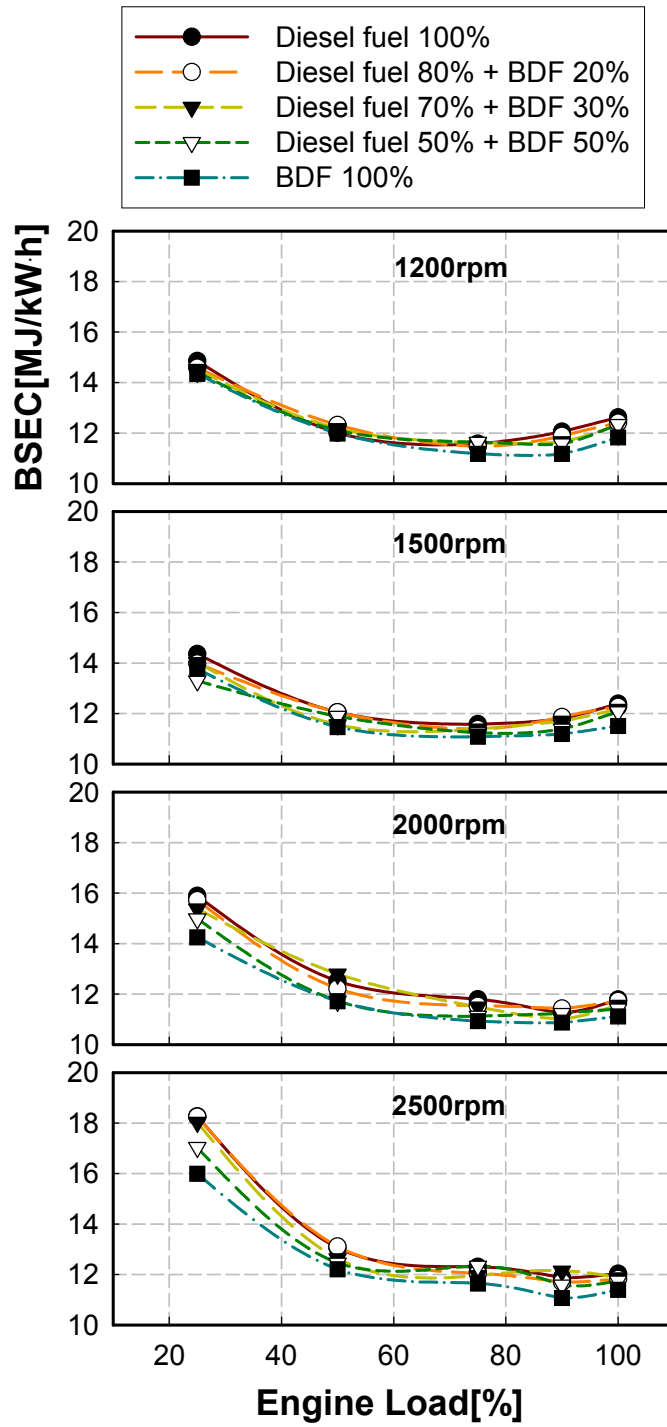 Diesel fuel 100%
Diesel fuel 80% + BDF 20%
Diesel fuel 70% + BDF 30%
Diesel fuel 50% + BDF 50%
BDF 100%
BSEC[MJ/kW·h]
20
18
16
14
12
10
1200rpm
20
18
16
14
12
10
1500rpm
20
18
16
14
12
10
2000rpm
20
18
16
14
12
10
2500rpm
20 40 60 80 100
Engine Load[%]